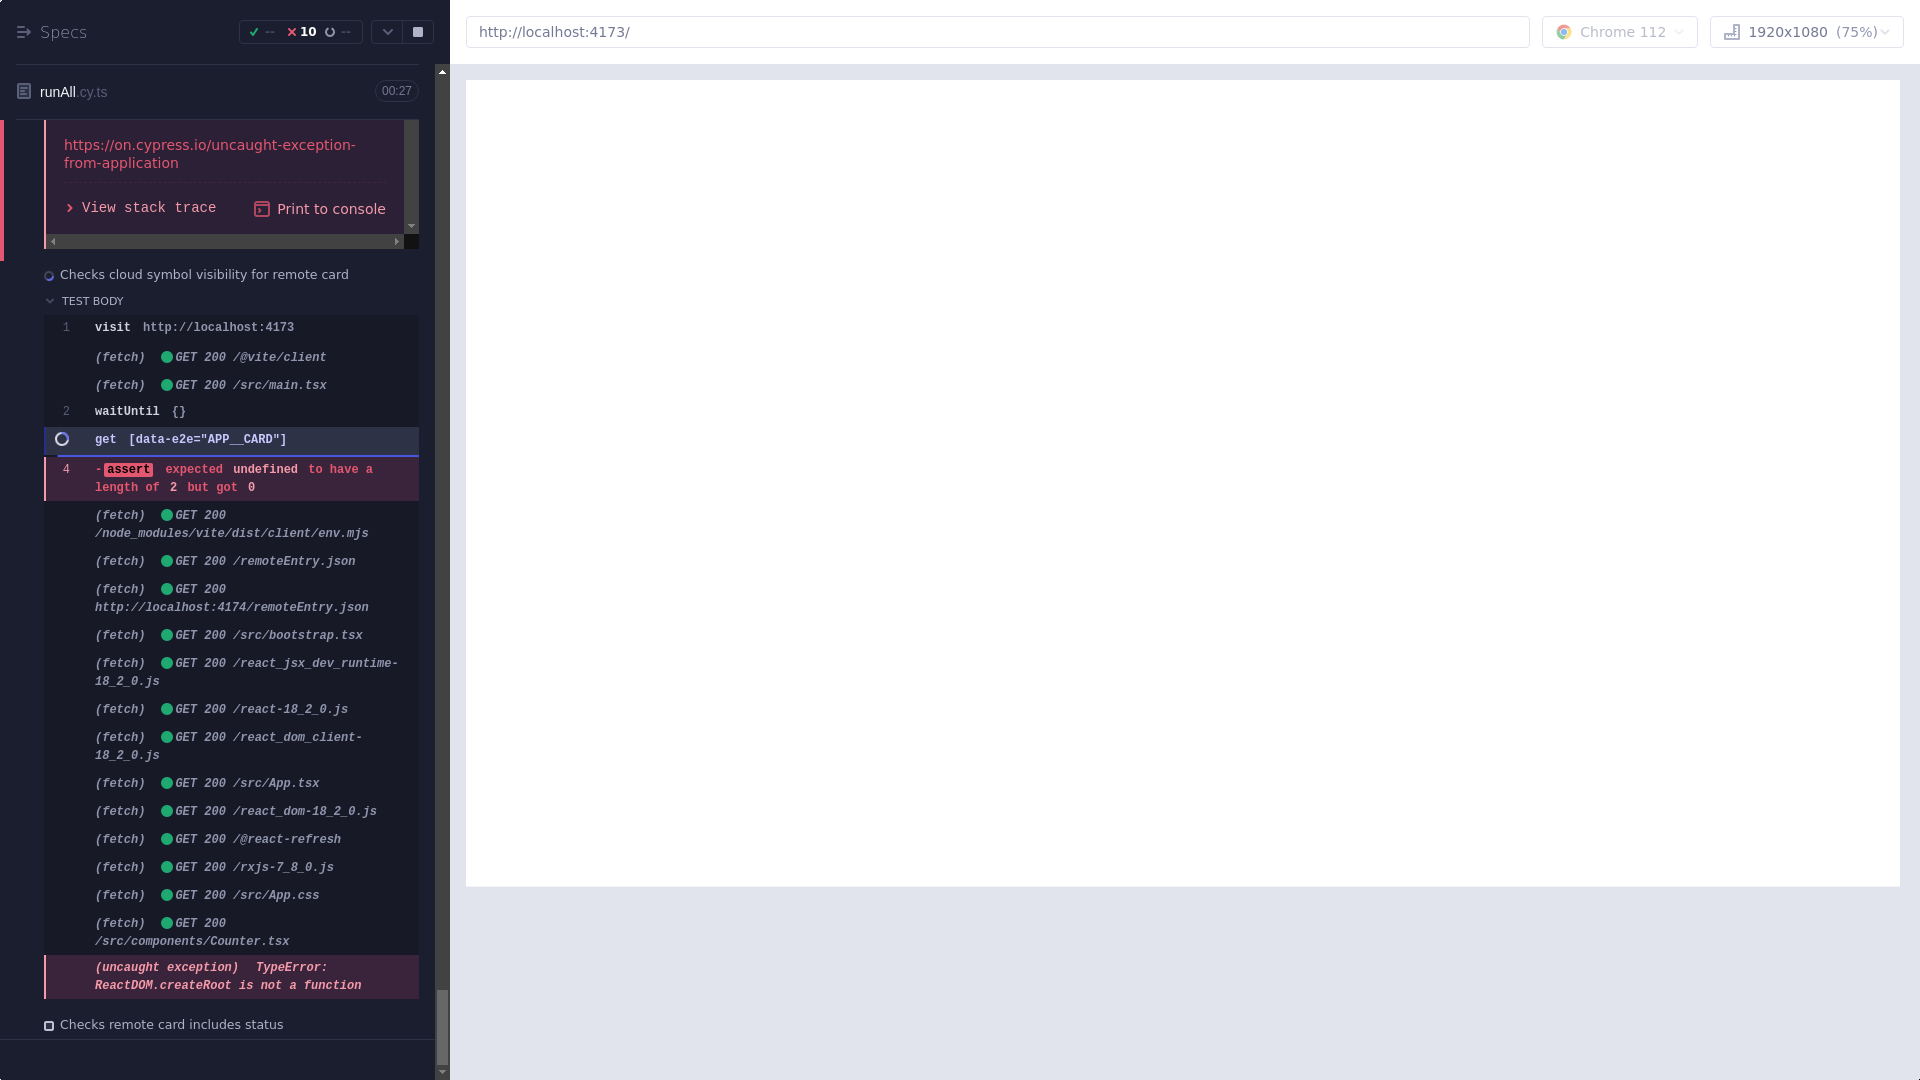 Specs
-- 10 --
runAll.cy.ts 00:27
https://on.cypress.io/uncaught-exception-
from-application
View stack trace Print to console
Checks cloud symbol visibility for remote card
TEST BODY
1 visit http://localhost:4173
(fetch) GET 200 /@vite/client
(fetch) GET 200 /src/main.tsx
2 waitUntil {}
get [data-e2e="APP__CARD"]
4 -assert expected undefined to have a
length of 2 but got 0
(fetch) GET 200
/node_modules/vite/dist/client/env.mjs
(fetch) GET 200 /remoteEntry.json
(fetch) GET 200
http://localhost:4174/remoteEntry.json
(fetch) GET 200 /src/bootstrap.tsx
(fetch) GET 200 /react_jsx_dev_runtime-
18_2_0.js
(fetch) GET 200 /react-18_2_0.js
(fetch) GET 200 /react_dom_client-
18_2_0.js
(fetch) GET 200 /src/App.tsx
(fetch) GET 200 /react_dom-18_2_0.js
(fetch) GET 200 /@react-refresh
(fetch) GET 200 /rxjs-7_8_0.js
(fetch) GET 200 /src/App.css
(fetch) GET 200
/src/components/Counter.tsx
(uncaught exception) TypeError:
ReactDOM.createRoot is not a function
Checks remote card includes status
http://localhost:4173/
Chrome 112
1920x1080 (75%)